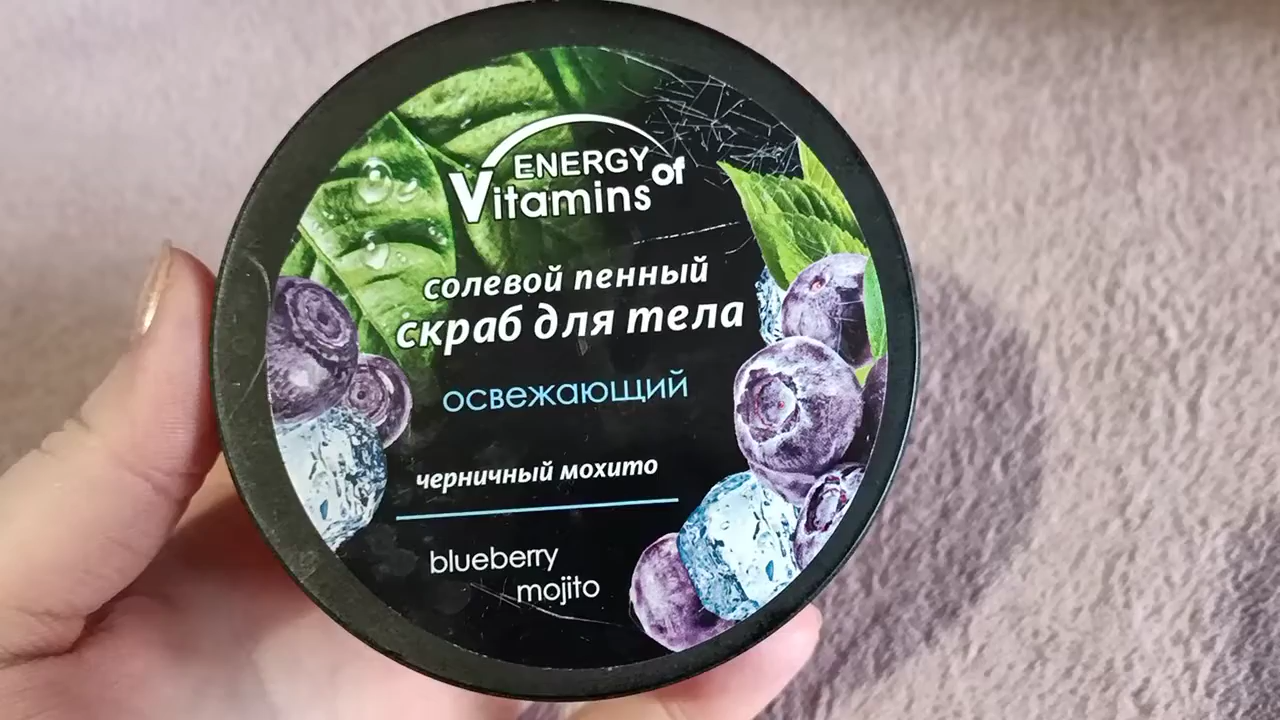 ENERGY of
Vitamins
солевой пенный
скраб для тела
освежающий
черничный мохито
blueberry
mojito